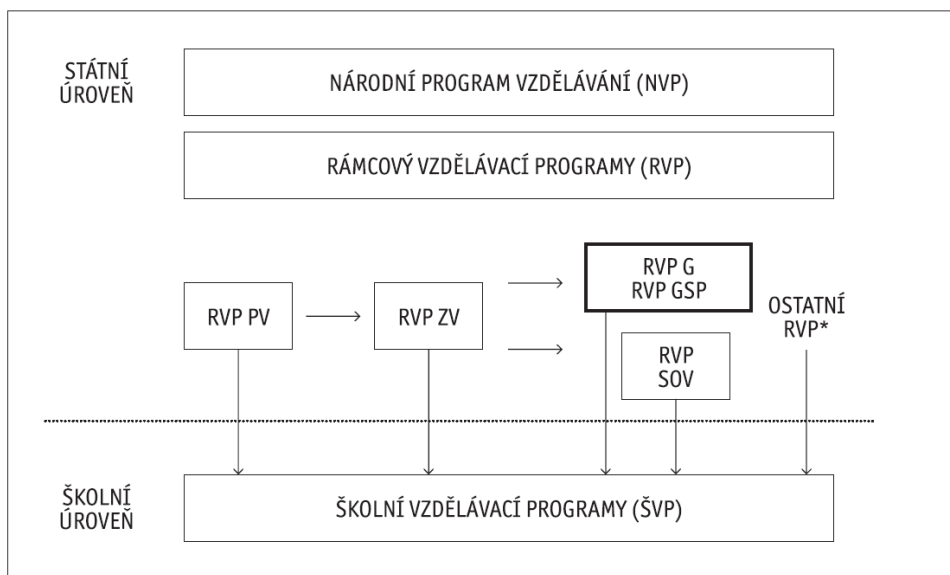 STÁTNÍ
ÚROVEŇ
NÁRODNÍ PROGRAM VZDĚLÁVÁNÍ (NVP)
RÁMCOVÝ VZDĚLÁVACÍ PROGRAMY (RVP)
RVP PV
RVP ZV
RVP G
RVP GSP
RVP
SOV
OSTATNÍ
RVP*
ŠKOLNÍ
ÚROVEŇ
ŠKOLNÍ VZDĚLÁVACÍ PROGRAMY (ŠVP)